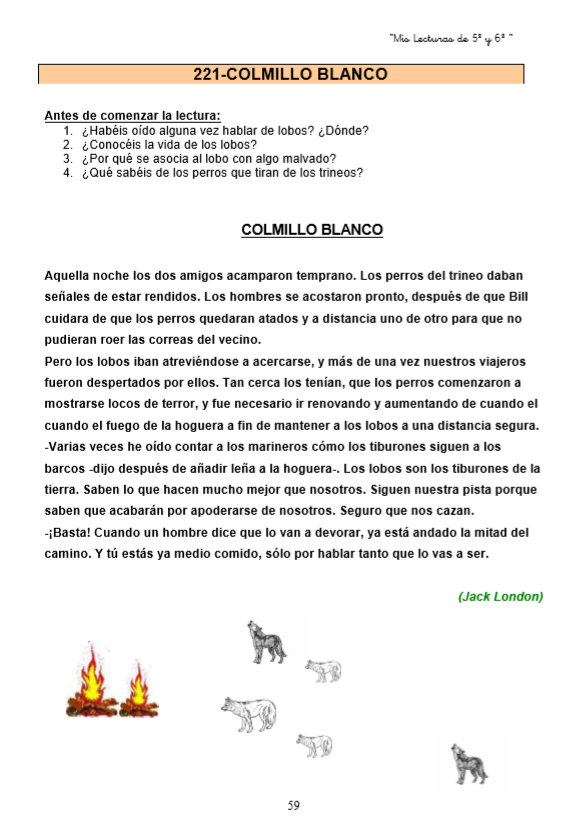 "Mis Lecturas de 5º y 6º "
221-COLMILLO BLANCO
Antes de comenzar la lectura:
1. ¿Habéis oído alguna vez hablar de lobos? ¿Dónde?
2. ¿Conocéis la vida de los lobos?
3. ¿Por qué se asocia al lobo con algo malvado?
4. ¿Qué sabéis de los perros que tiran de los trineos?
COLMILLO BLANCO
Aquella noche los dos amigos acamparon temprano. Los perros del trineo daban
señales de estar rendidos. Los hombres se acostaron pronto, después de que Bill
cuidara de que los perros quedaran atados y a distancia uno de otro para que no
pudieran roer las correas del vecino.
Pero los lobos iban atreviéndose a acercarse, y más de una vez nuestros viajeros
fueron despertados por ellos. Tan cerca los tenían, que los perros comenzaron a
mostrarse locos de terror, y fue necesario ir renovando y aumentando de cuando el
cuando el fuego de la hoguera a fin de mantener a los lobos a una distancia segura.
-Varias veces he oído contar a los marineros cómo los tiburones siguen a los
barcos -dijo después de añadir leña a la hoguera-. Los lobos son los tiburones de la
tierra. Saben lo que hacen mucho mejor que nosotros. Siguen nuestra pista porque
saben que acabarán por apoderarse de nosotros. Seguro que nos cazan.
-¡Basta! Cuando un hombre dice que lo van a devorar, ya está andado la mitad del
camino. Y tú estás ya medio comido, sólo por hablar tanto que lo vas a ser.
(Jack London)
59